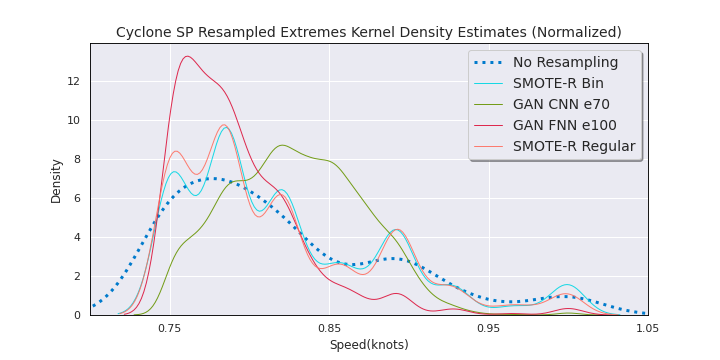 Cyclone SP Resampled Extremes Kernel Density Estimates (Normalized)
No Resampling
SMOTE-R Bin
GAN CNN e70
GAN FNN e100
SMOTE-R Regular
Density
12
10
8
6
4
2
0
0.75
0.85
0.95
1.05
Speed(knots)